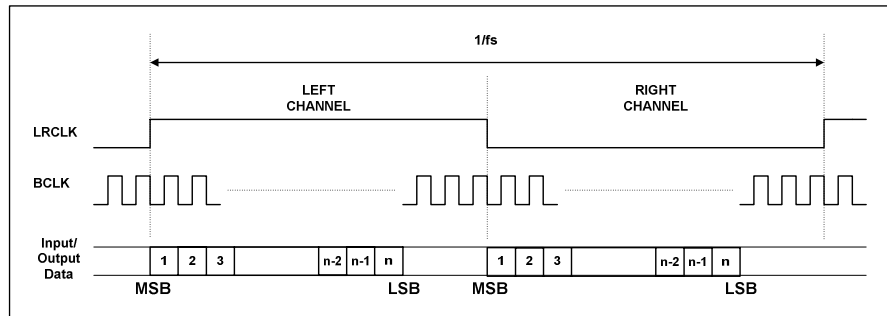 1/fs
LEFT
CHANNEL
RIGHT
CHANNEL
LRCLK
BCLK
Input/
Output
Data
1 2 3 n-2 n-1 n 1 2 3 n-2 n-1 n
MSB LSB MSB LSB